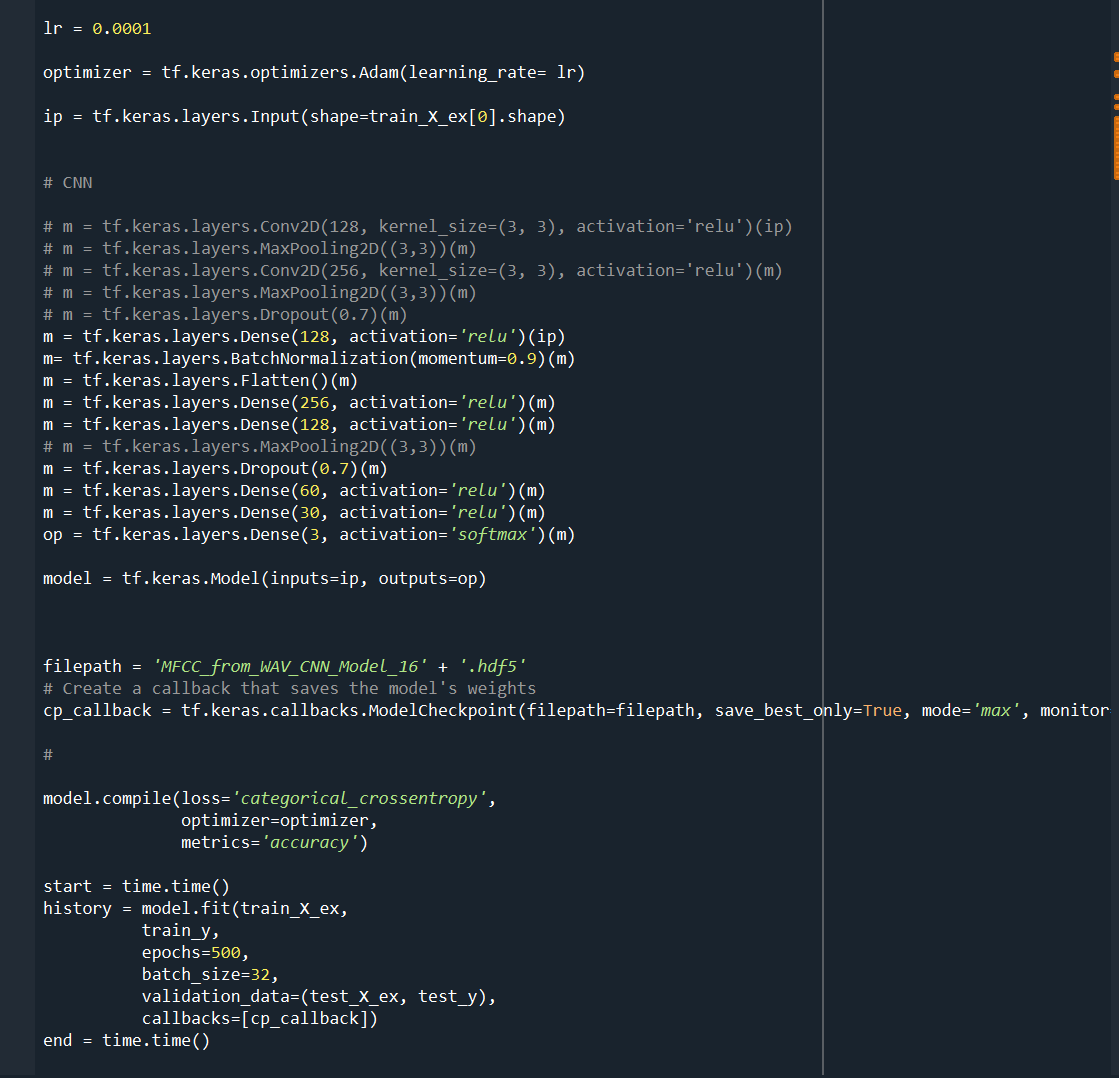 lr = 0.0001
optimizer = tf.keras.optimizers.Adam(learning_rate= lr)
ip = tf.keras.layers.Input(shape=train_X_ex[0].shape)
# CNN
# m = tf.keras.layers.Conv2D(128, kernel_size=(3, 3), activation='relu')(ip)
# m = tf.keras.layers.MaxPooling2D((3,3))(m)
# m = tf.keras.layers.Conv2D(256, kernel_size=(3, 3), activation='relu')(m)
# m = tf.keras.layers.MaxPooling2D((3,3))(m)
# m = tf.keras.layers.Dropout(0.7)(m)
m = tf.keras.layers.Dense(128, activation='relu')(ip)
m= tf.keras.layers.BatchNormalization(momentum=0.9)(m)
m = tf.keras.layers.Flatten()(m)
m = tf.keras.layers.Dense(256, activation='relu')(m)
m = tf.keras.layers.Dense(128, activation='relu')(m)
# m = tf.keras.layers.MaxPooling2D((3,3))(m)
m = tf.keras.layers.Dropout(0.7)(m)
m = tf.keras.layers.Dense(60, activation='relu')(m)
m = tf.keras.layers.Dense(30, activation='relu')(m)
op = tf.keras.layers.Dense(3, activation='softmax')(m)
model = tf.keras.Model(inputs=ip, outputs=op)
filepath = 'MFCC_from_WAV_CNN_Model_16' + '.hdf5'
# Create a callback that saves the model's weights
cp_callback = tf.keras.callbacks.ModelCheckpoint(filepath=filepath, save_best_only=True, mode='max', monitor
#
model.compile(loss='categorical_crossentropy',
              optimizer=optimizer,
              metrics='accuracy')
start = time.time()
history = model.fit(train_X_ex,
          train_y,
          epochs=500,
          batch_size=32,
          validation_data=(test_X_ex, test_y),
          callbacks=[cp_callback])
end = time.time()